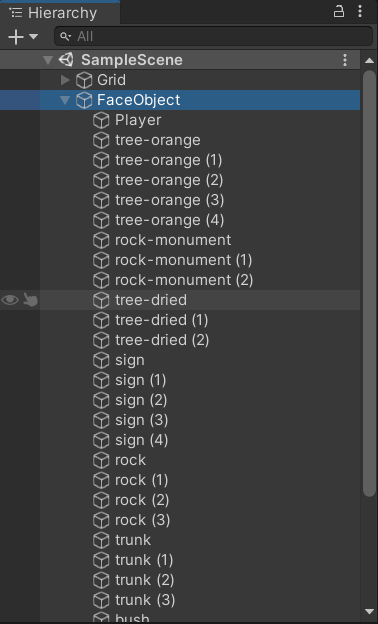 Hierarchy
All
SampleScene
Grid
FaceObject
Player
tree-orange
tree-orange (1)
tree-orange (2)
tree-orange (3)
tree-orange (4)
rock-monument
rock-monument (1)
rock-monument (2)
tree-dried
tree-dried (1)
tree-dried (2)
sign
sign (1)
sign (2)
sign (3)
sign (4)
rock
rock (1)
rock (2)
rock (3)
trunk
trunk (1)
trunk (2)
trunk (3)
bush